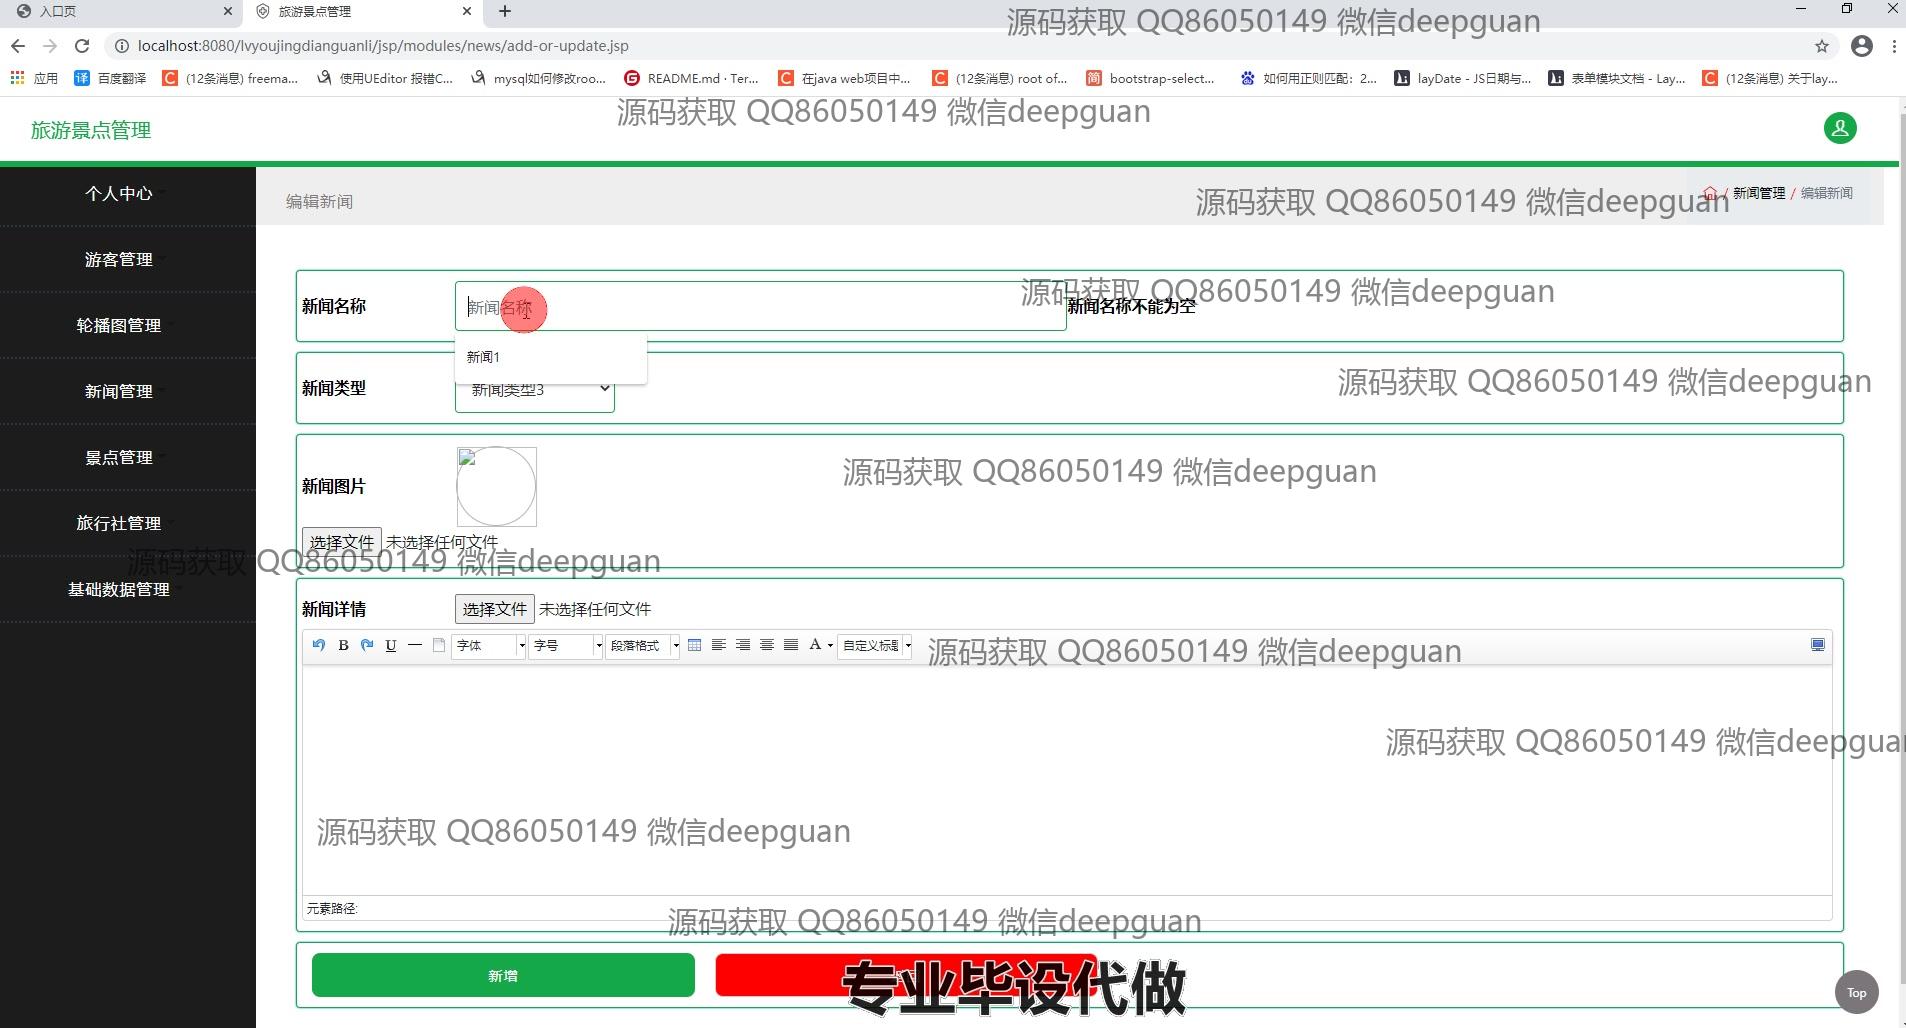 入口页
旅游景点管理
源码获取 QQ86050149 微信deepguan
localhost:8080/lvyoujingdianguanli/jsp/modules/news/add-or-update.jsp
应用
百度翻译
(12条消息) freema...
使用UEditor 报错C...
mysql如何修改roo...
README.md · Ter...
在java web项目中...
(12条消息) root of...
bootstrap-select...
如何用正则匹配：2...
layDate - JS日期与...
表单模块文档 - Lay...
(12条消息) 关于lay...
源码获取 QQ86050149 微信deepguan
旅游景点管理
个人中心
游客管理
轮播图管理
新闻管理
景点管理
旅行社管理
基础数据管理
编辑新闻
源码获取 QQ86050149 微信deepguan
/ 新闻管理 / 编辑新闻
新闻名称
新闻名称
源码获取 QQ86050149 微信deepguan
新闻名称不能为空
新闻1
新闻类型
新闻类型3
源码获取 QQ86050149 微信deepguan
新闻图片
源码获取 QQ86050149 微信deepguan
选择文件 未选择任何文件
源码获取 QQ86050149 微信deepguan
新闻详情
选择文件 未选择任何文件
B U 字体 字号 段落格式 A 自定义标题
源码获取 QQ86050149 微信deepguan
源码获取 QQ86050149 微信deepguan
源码获取 QQ86050149 微信deepguan
元素路径:
源码获取 QQ86050149 微信deepguan
新增
专业毕设代做
Top